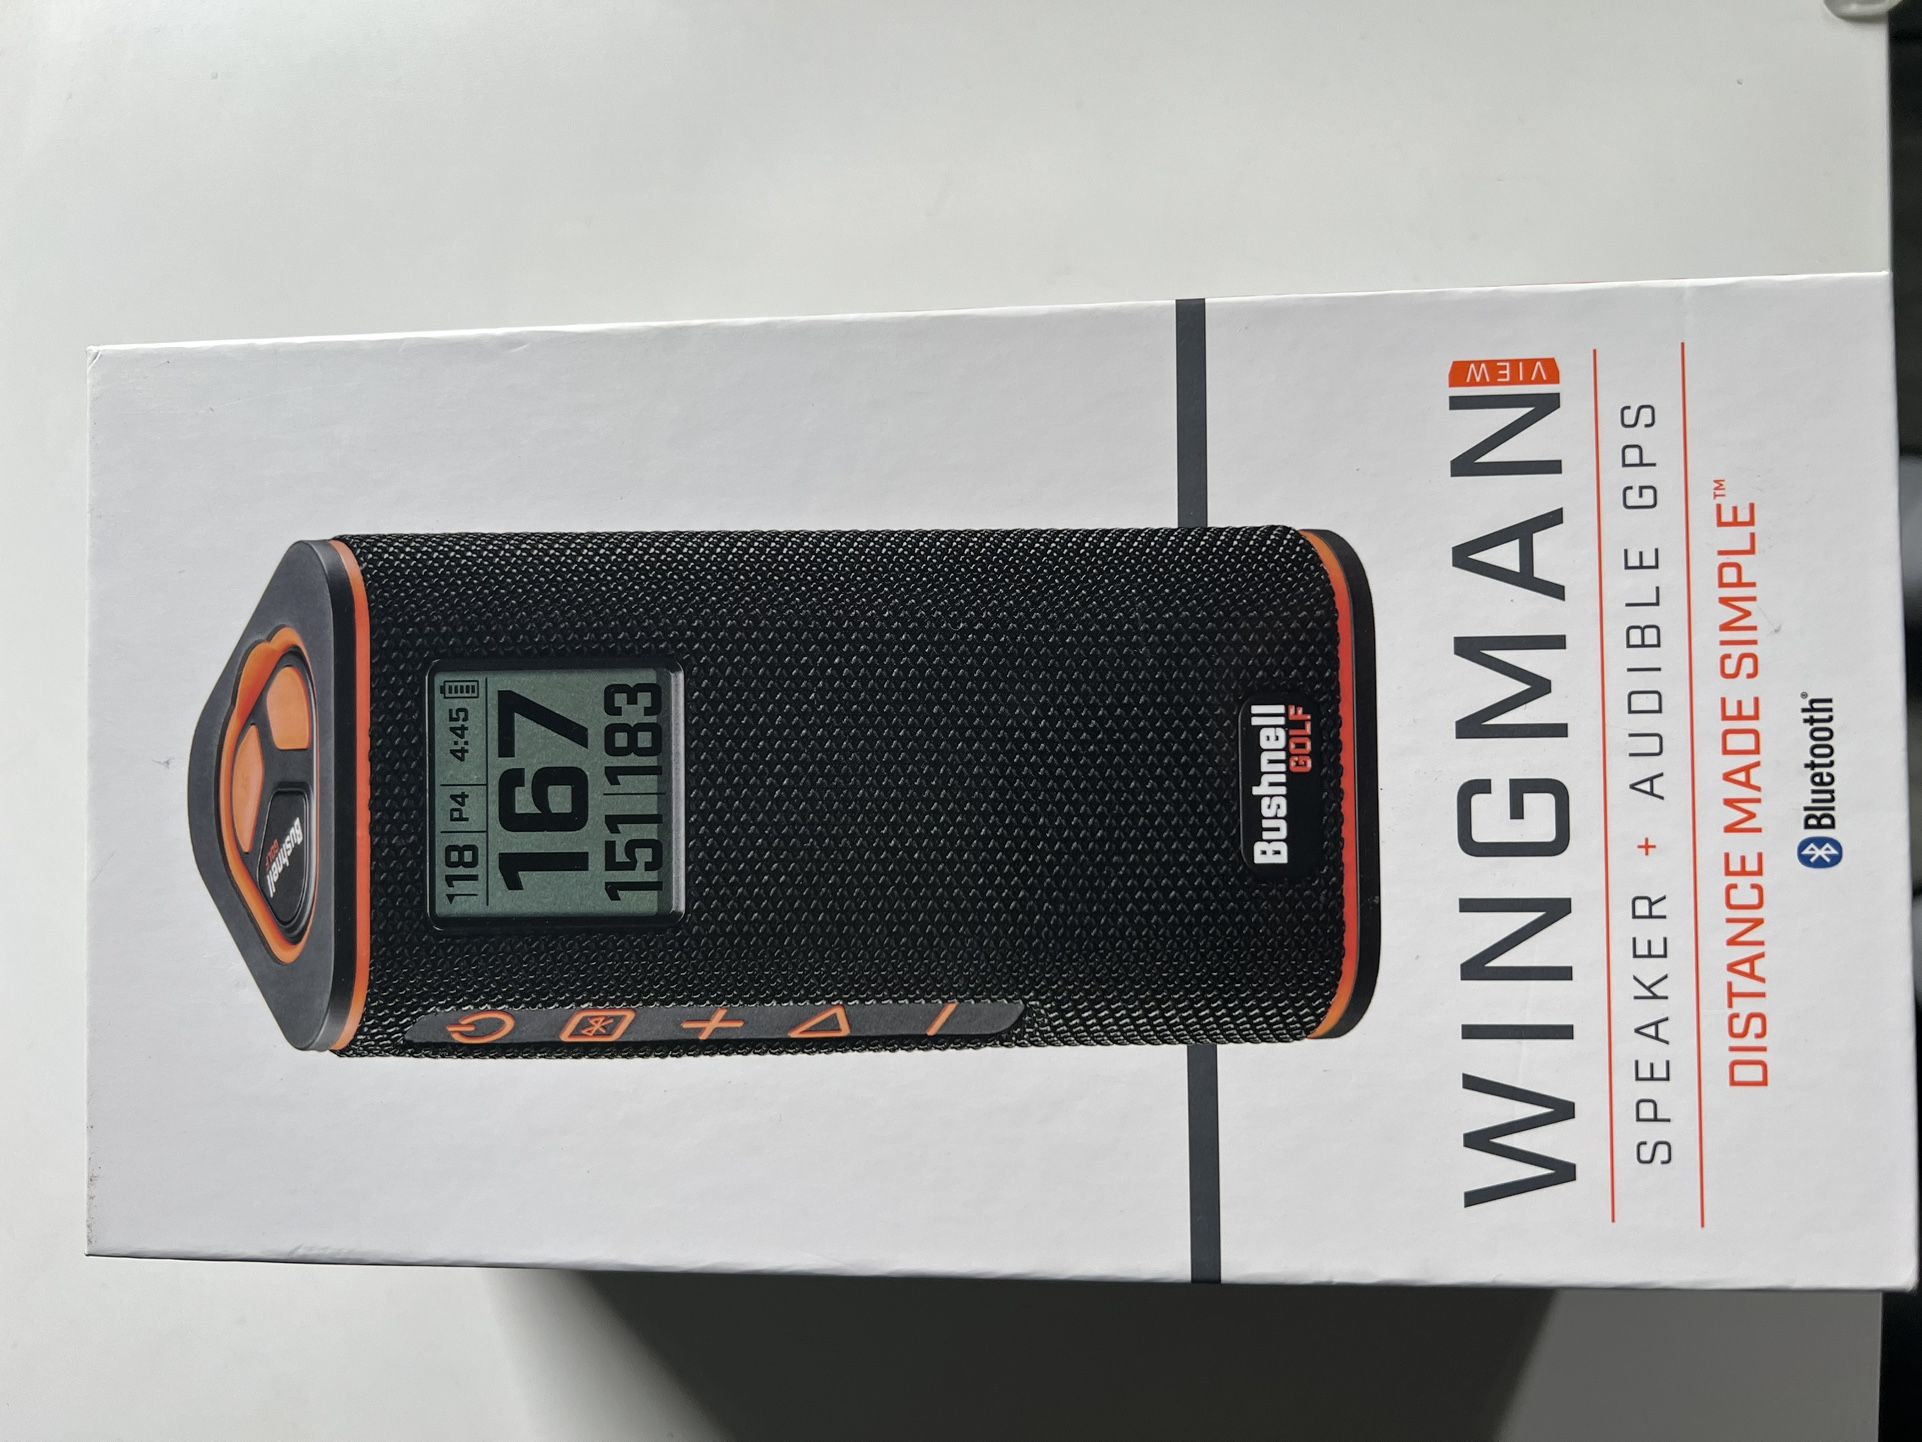 Bushnell
GOLF
118 | P4 | 4:45
167
151|183
Bushnell
GOLF
WINGMAN VIEW
SPEAKER + AUDIBLE GPS
DISTANCE MADE SIMPLE™
Bluetooth®